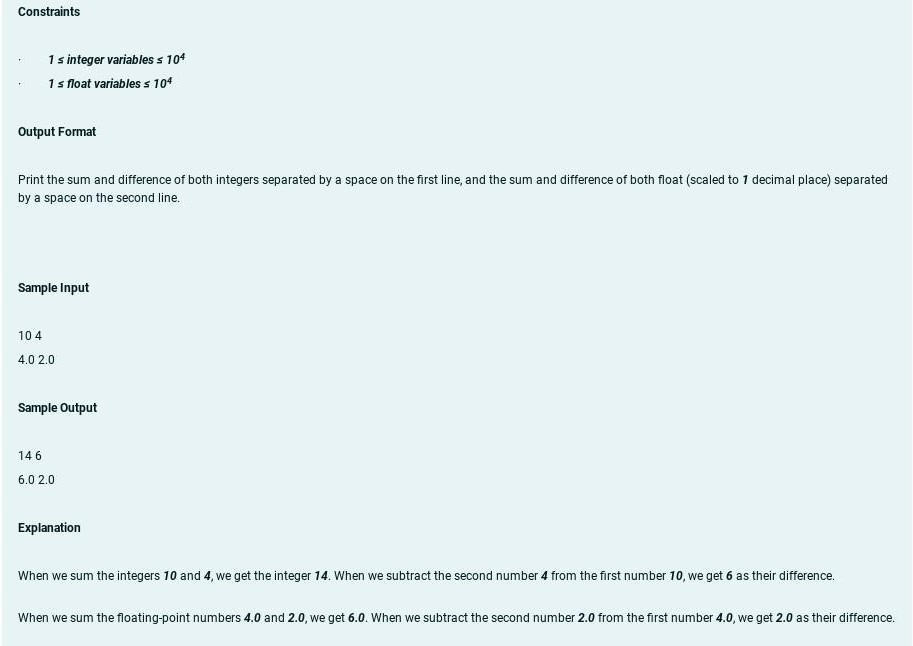 Constraints
· 1 ≤ integer variables ≤ 10⁴
· 1 ≤ float variables ≤ 10⁴
Output Format
Print the sum and difference of both integers separated by a space on the first line, and the sum and difference of both float (scaled to 1 decimal place) separated
by a space on the second line.
Sample Input
10 4
4.0 2.0
Sample Output
14 6
6.0 2.0
Explanation
When we sum the integers 10 and 4, we get the integer 14. When we subtract the second number 4 from the first number 10, we get 6 as their difference.
When we sum the floating-point numbers 4.0 and 2.0, we get 6.0. When we subtract the second number 2.0 from the first number 4.0, we get 2.0 as their difference.